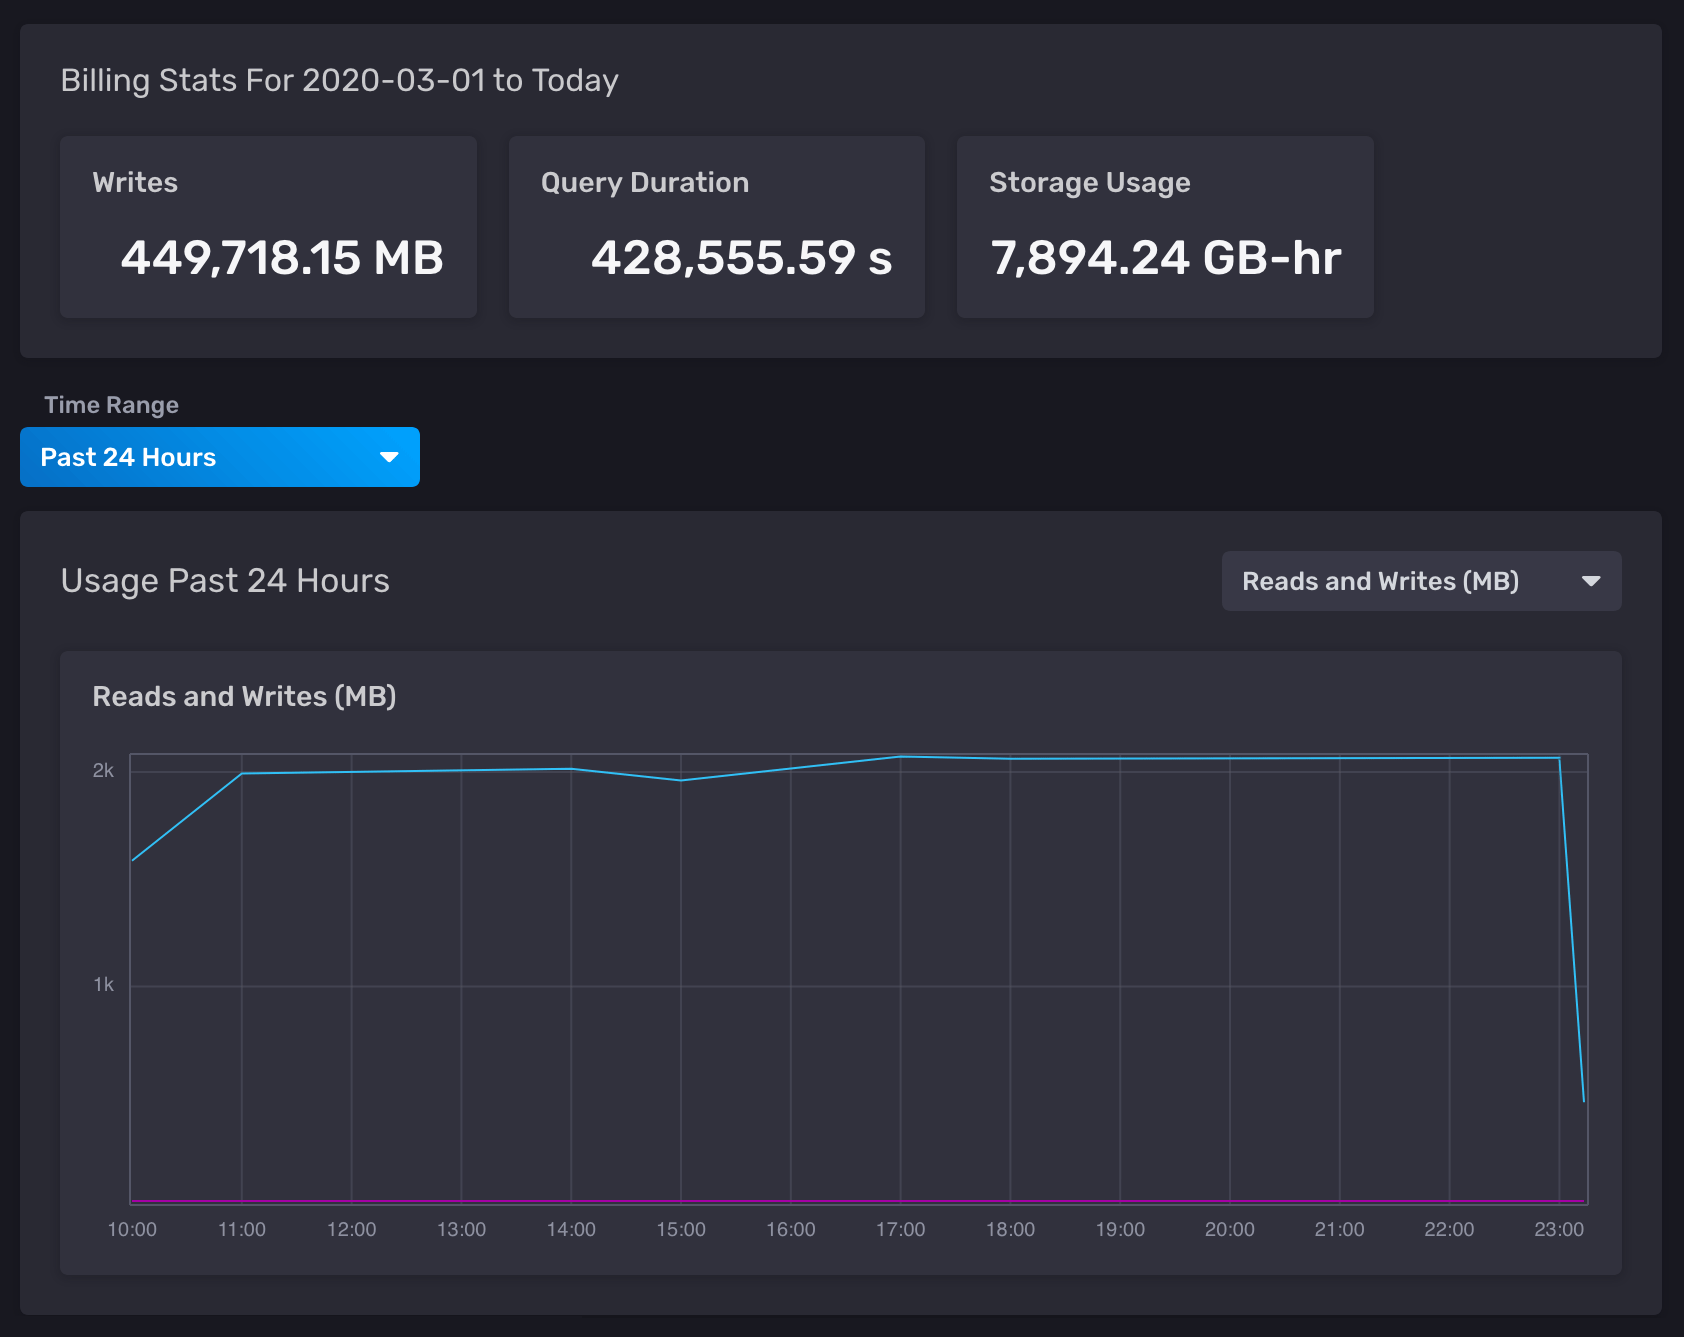 Billing Stats For 2020-03-01 to Today
Writes
449,718.15 MB
Query Duration
428,555.59 s
Storage Usage
7,894.24 GB-hr
Time Range
Past 24 Hours
Usage Past 24 Hours
Reads and Writes (MB)
Reads and Writes (MB)
2k
1k
10:00 11:00 12:00 13:00 14:00 15:00 16:00 17:00 18:00 19:00 20:00 21:00 22:00 23:00